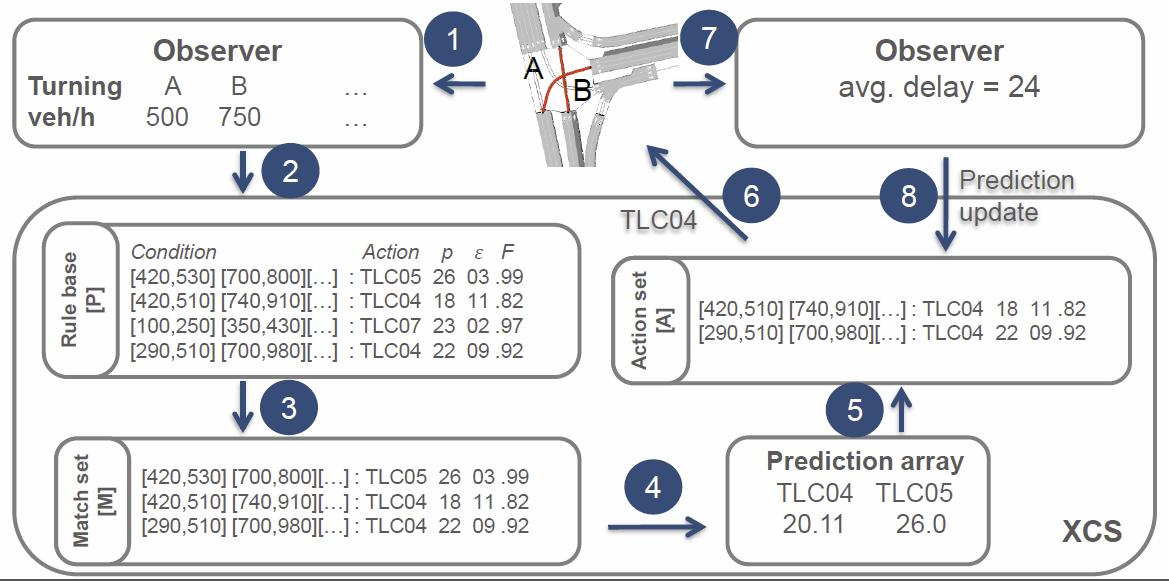 Observer
Turning A B …
veh/h 500 750 …
1
A
B
7
Observer
avg. delay = 24
2
6
TLC04
8
Prediction
update
Rule base
[P]
Condition Action p ε F
[420,530] [700,800][…] : TLC05 26 03 .99
[420,510] [740,910][…] : TLC04 18 11 .82
[100,250] [350,430][…] : TLC07 23 02 .97
[290,510] [700,980][…] : TLC04 22 09 .92
Action set
[A]
[420,510] [740,910][…] : TLC04 18 11 .82
[290,510] [700,980][…] : TLC04 22 09 .92
3
5
Match set
[M]
[420,530] [700,800][…] : TLC05 26 03 .99
[420,510] [740,910][…] : TLC04 18 11 .82
[290,510] [700,980][…] : TLC04 22 09 .92
4
Prediction array
TLC04 TLC05
20.11 26.0
XCS